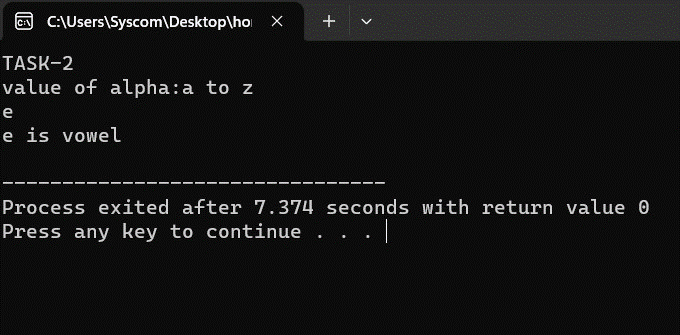 C:\Users\Syscom\Desktop\ho
TASK-2
value of alpha:a to z
e
e is vowel
--------------------------------
Process exited after 7.374 seconds with return value 0
Press any key to continue . . .